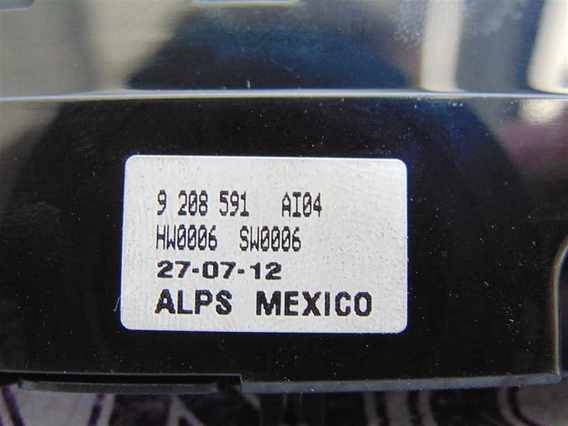 9 208 591 AI04
HW0006 SW0006
27-07-12
ALPS MEXICO